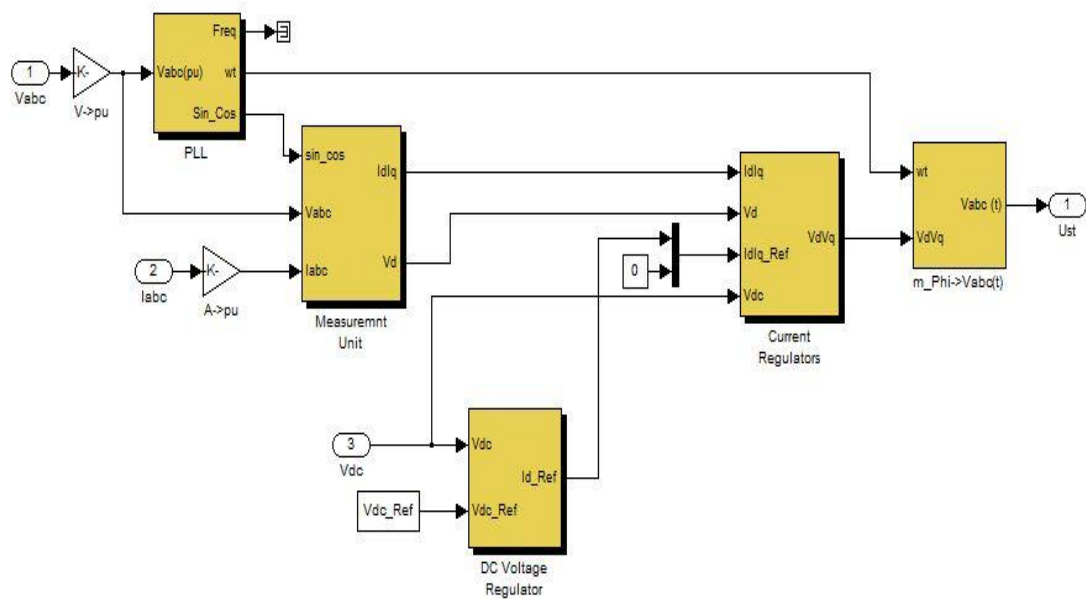 1
Vabc
K-
V->pu
Vabc(pu)
Freq
wt
Sin_Cos
PLL
2
Iabc
K-
A->pu
sin_cos
Vabc
Iabc
IdIq
Vd
Measuremnt
Unit
0
IdIq
Vd
IdIq_Ref
Vdc
VdVq
Current
Regulators
wt
VdVq
Vabc (t)
m_Phi->Vabc(t)
1
Ust
3
Vdc
Vdc_Ref
Vdc
Vdc_Ref
Id_Ref
DC Voltage
Regulator